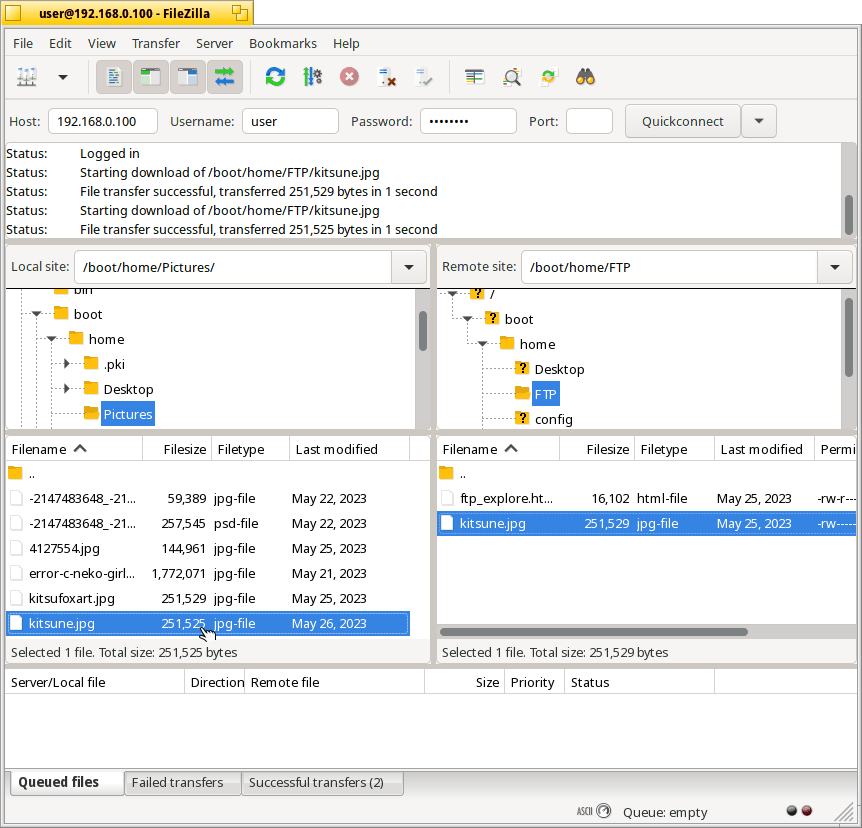 user@192.168.0.100 - FileZilla
File Edit View Transfer Server Bookmarks Help
Host: 192.168.0.100 Username: user Password: •••••••• Port: Quickconnect
Status: Logged in
Status: Starting download of /boot/home/FTP/kitsune.jpg
Status: File transfer successful, transferred 251,529 bytes in 1 second
Status: Starting download of /boot/home/FTP/kitsune.jpg
Status: File transfer successful, transferred 251,525 bytes in 1 second
Local site: /boot/home/Pictures/
bin
boot
home
.pki
Desktop
Pictures
Remote site: /boot/home/FTP
/
? boot
home
? Desktop
FTP
? config
Filename Filesize Filetype Last modified
..
-2147483648_-21... 59,389 jpg-file May 22, 2023
-2147483648_-21... 257,545 psd-file May 22, 2023
4127554.jpg 144,961 jpg-file May 25, 2023
error-c-neko-girl... 1,772,071 jpg-file May 21, 2023
kitsufoxart.jpg 251,529 jpg-file May 25, 2023
kitsune.jpg 251,525 jpg-file May 26, 2023
Selected 1 file. Total size: 251,525 bytes
Filename Filesize Filetype Last modified Permi
..
ftp_explore.ht... 16,102 html-file May 25, 2023 -rw-r---
kitsune.jpg 251,529 jpg-file May 25, 2023 -rw-----
Selected 1 file. Total size: 251,529 bytes
Server/Local file Direction Remote file Size Priority Status
Queued files Failed transfers Successful transfers (2)
ASCII Queue: empty